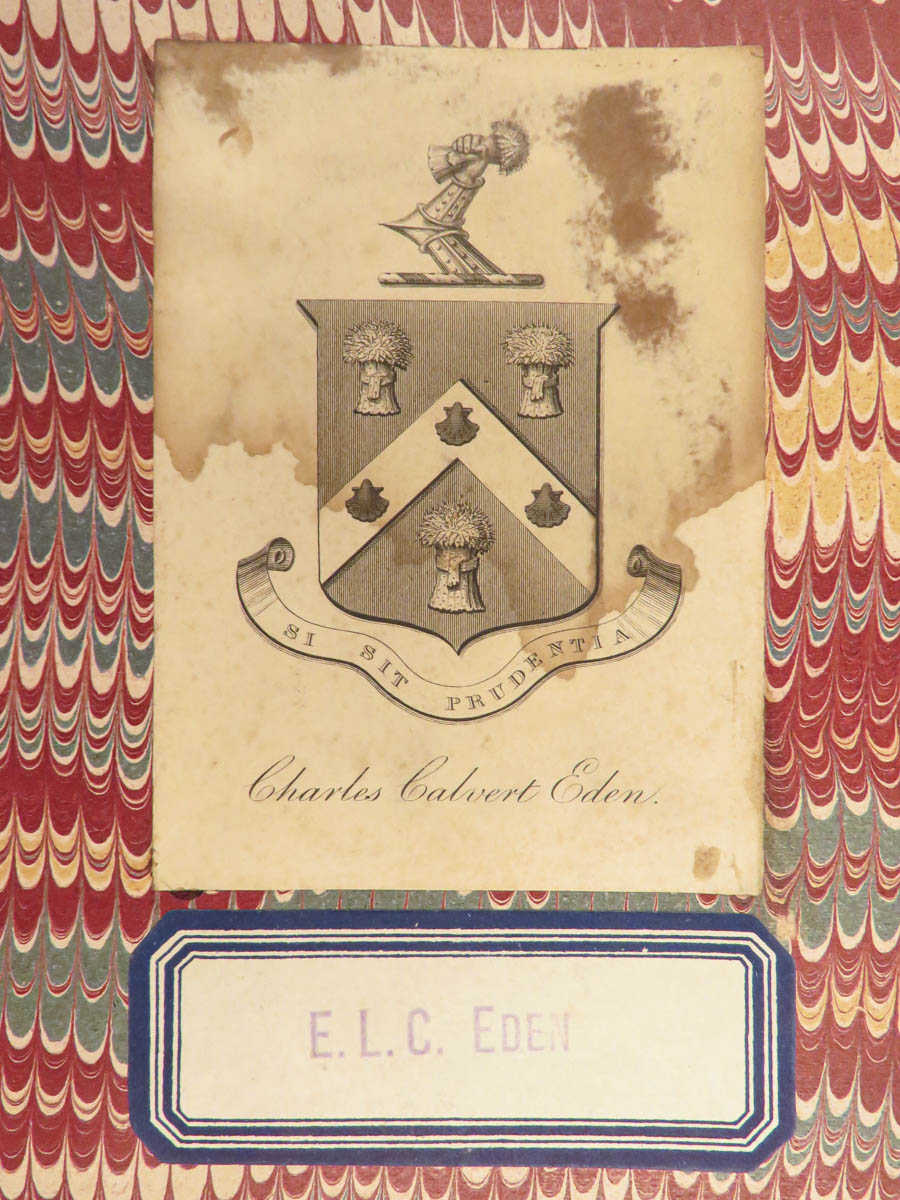 SI SIT PRUDENTIA
Charles Calvert Eden.
E. L. C. EDEN